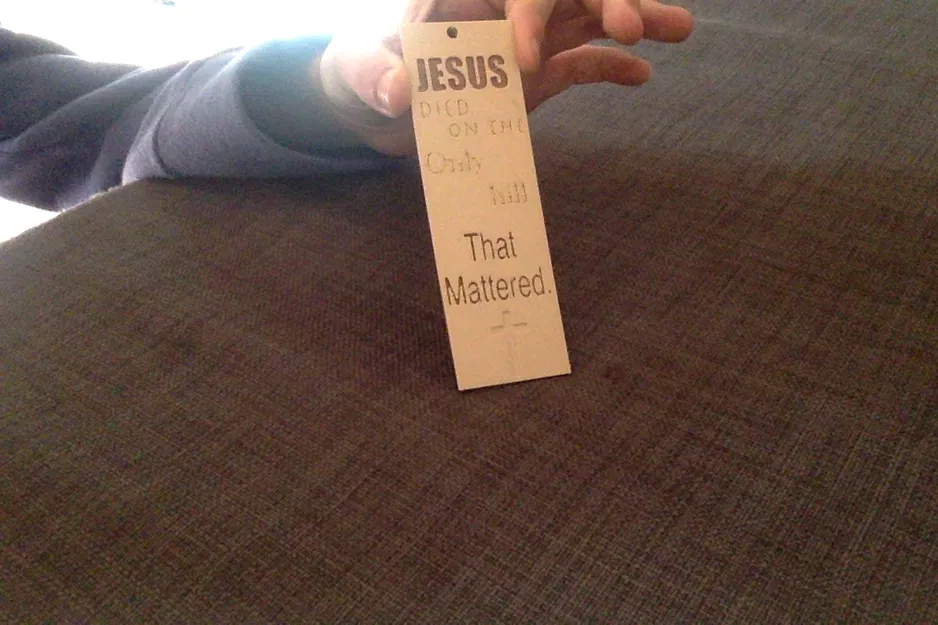 JESUS
DIED
ON THE
Only
hill
That
Mattered.